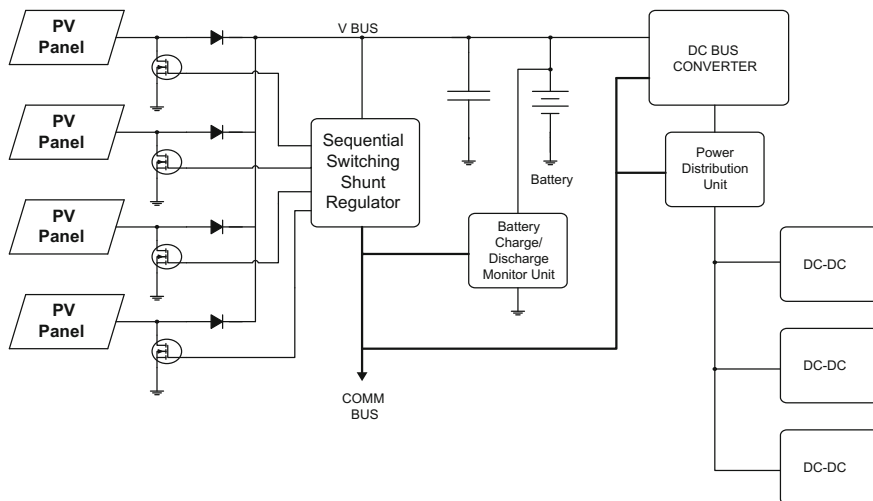 PV
Panel
V BUS
DC BUS
CONVERTER
PV
Panel
Sequential
Switching
Shunt
Regulator
Power
Distribution
Unit
Battery
PV
Panel
Battery
Charge/
Discharge
Monitor Unit
DC-DC
PV
Panel
DC-DC
COMM
BUS
DC-DC